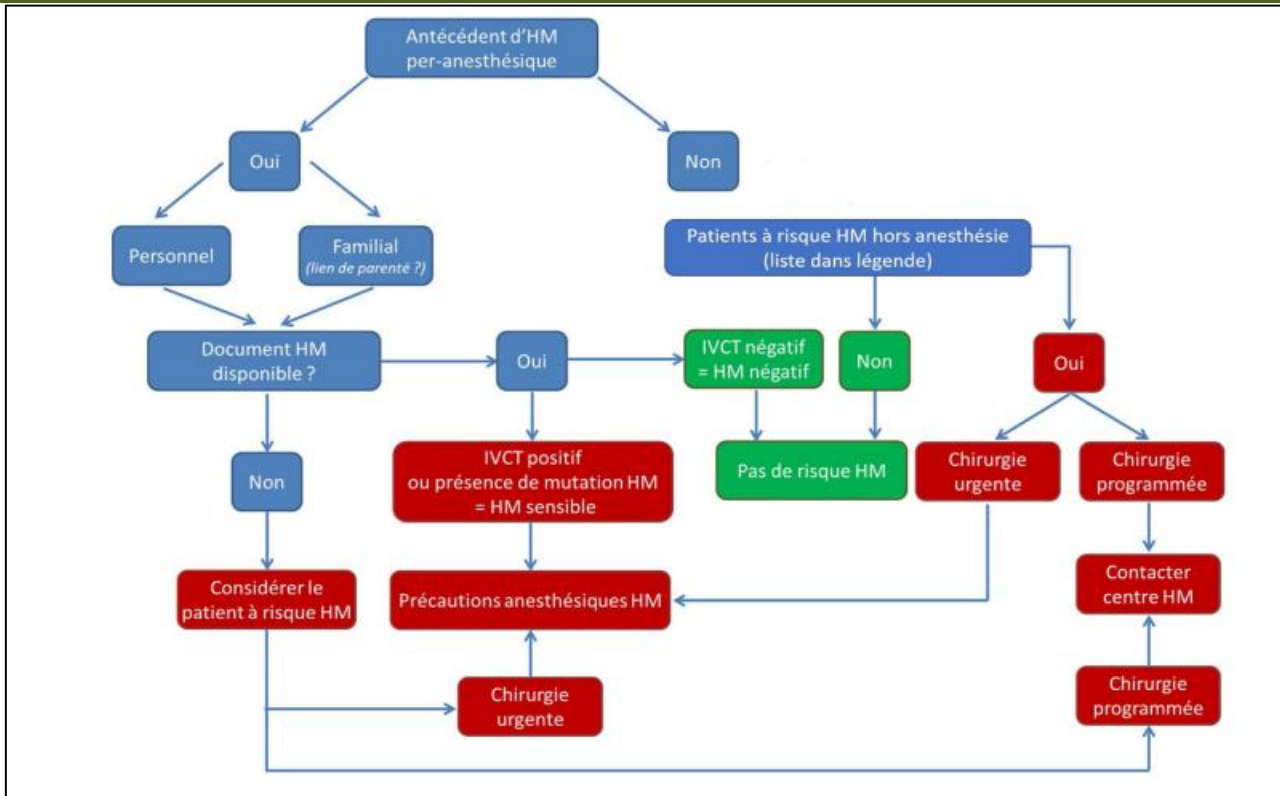 Antécédent d'HM
per-anesthésique
Oui
Non
Personnel
Familial
(lien de parenté ?)
Patients à risque HM hors anesthésie
(liste dans légende)
Document HM
disponible ?
Oui
IVCT négatif
= HM négatif
Non
Oui
Non
IVCT positif
ou présence de mutation HM
= HM sensible
Pas de risque HM
Chirurgie
urgente
Chirurgie
programmée
Considérer le
patient à risque HM
Précautions anesthésiques HM
Contacter
centre HM
Chirurgie
urgente
Chirurgie
programmée